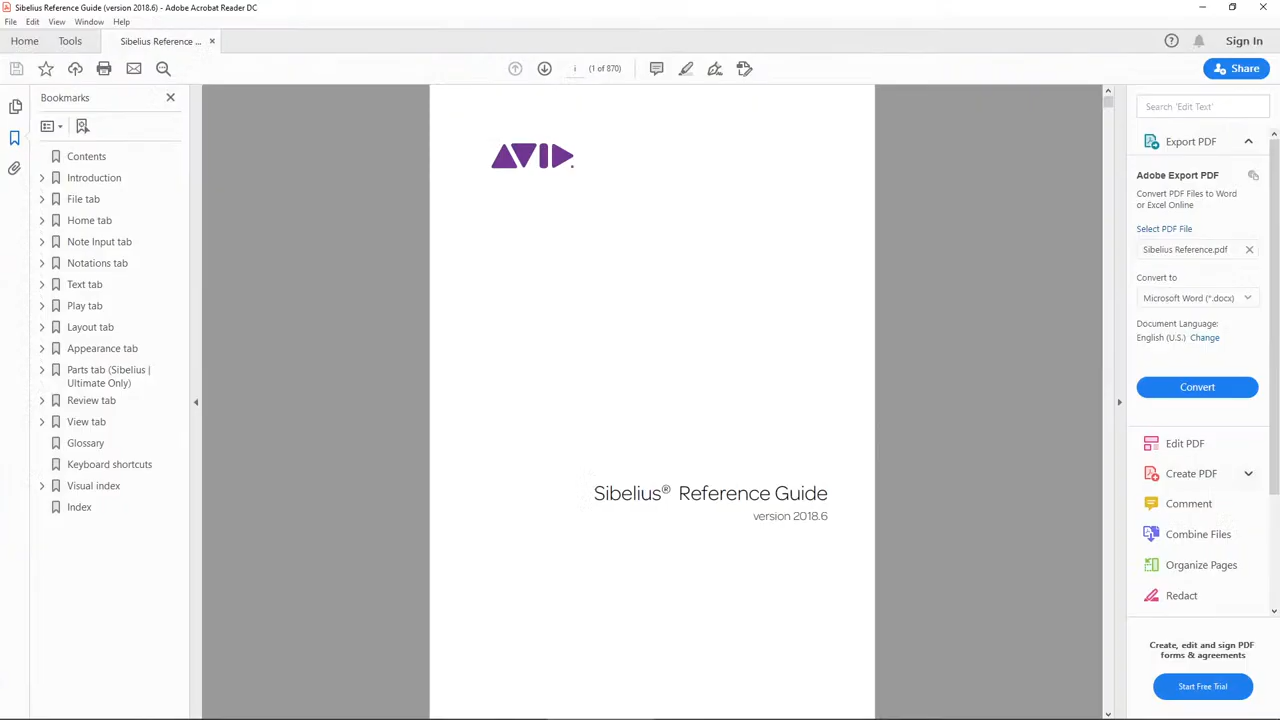 Sibelius Reference Guide (version 2018.6) - Adobe Acrobat Reader DC
File Edit View Window Help
Home Tools Sibelius Reference ... Sign In
i (1 of 870) Share
Bookmarks
Contents
Introduction
File tab
Home tab
Note Input tab
Notations tab
Text tab
Play tab
Layout tab
Appearance tab
Parts tab (Sibelius |
Ultimate Only)
Review tab
View tab
Glossary
Keyboard shortcuts
Visual index
Index
AVID
Sibelius® Reference Guide
version 2018.6
Search 'Edit Text'
Export PDF
Adobe Export PDF
Convert PDF Files to Word
or Excel Online
Select PDF File
Sibelius Reference.pdf
Convert to
Microsoft Word (*.docx)
Document Language:
English (U.S.) Change
Convert
Edit PDF
Create PDF
Comment
Combine Files
Organize Pages
Redact
Create, edit and sign PDF
forms & agreements
Start Free Trial